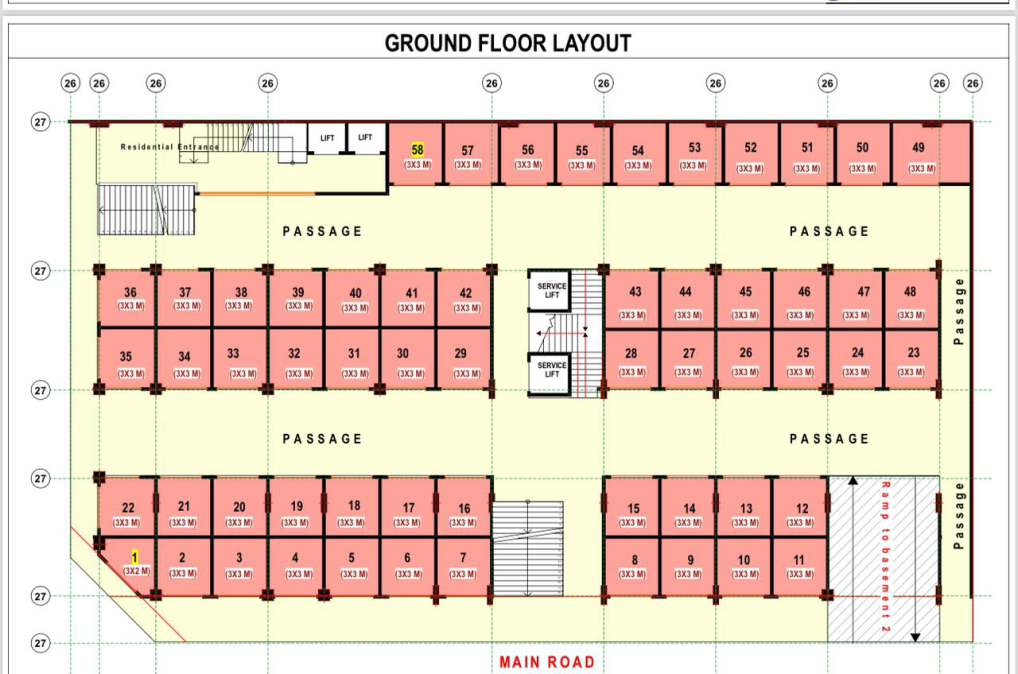 GROUND FLOOR LAYOUT
26 26 26 26 26 26 26 26 26 26
27
Residential Entrance
LIFT LIFT
58 57 56 55 54 53 52 51 50 49
(3X3 M) (3X3 M) (3X3 M) (3X3 M) (3X3 M) (3X3 M) (3X3 M) (3X3 M) (3X3 M) (3X3 M)
PASSAGE PASSAGE
27
36 37 38 39 40 41 42
(3X3 M) (3X3 M) (3X3 M) (3X3 M) (3X3 M) (3X3 M) (3X3 M)
SERVICE
LIFT
43 44 45 46 47 48
(3X3 M) (3X3 M) (3X3 M) (3X3 M) (3X3 M) (3X3 M)
Passage
35 34 33 32 31 30 29
(3X3 M) (3X3 M) (3X3 M) (3X3 M) (3X3 M) (3X3 M) (3X3 M)
SERVICE
LIFT
28 27 26 25 24 23
(3X3 M) (3X3 M) (3X3 M) (3X3 M) (3X3 M) (3X3 M)
27
PASSAGE PASSAGE
27
22 21 20 19 18 17 16
(3X3 M) (3X3 M) (3X3 M) (3X3 M) (3X3 M) (3X3 M) (3X3 M)
15 14 13 12
(3X3 M) (3X3 M) (3X3 M) (3X3 M)
Ramp to basement 2
Passage
1 2 3 4 5 6 7
(3X2 M) (3X3 M) (3X3 M) (3X3 M) (3X3 M) (3X3 M) (3X3 M)
8 9 10 11
(3X3 M) (3X3 M) (3X3 M) (3X3 M)
27
27
MAIN ROAD